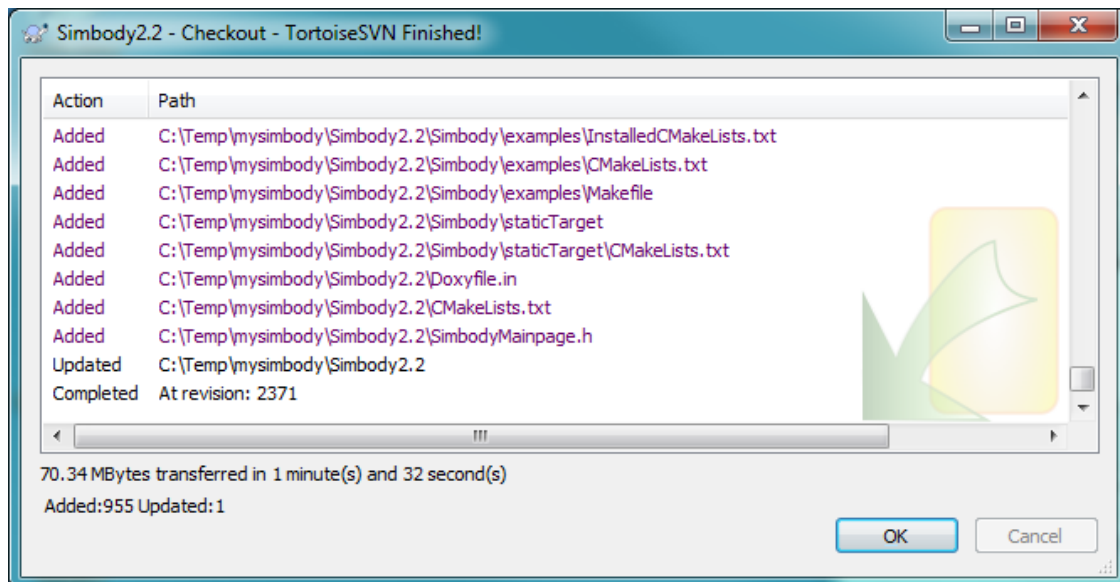 Simbody2.2 - Checkout - TortoiseSVN Finished!
Action Path
Added C:\Temp\mysimbody\Simbody2.2\Simbody\examples\InstalledCMakeLists.txt
Added C:\Temp\mysimbody\Simbody2.2\Simbody\examples\CMakeLists.txt
Added C:\Temp\mysimbody\Simbody2.2\Simbody\examples\Makefile
Added C:\Temp\mysimbody\Simbody2.2\Simbody\staticTarget
Added C:\Temp\mysimbody\Simbody2.2\Simbody\staticTarget\CMakeLists.txt
Added C:\Temp\mysimbody\Simbody2.2\Doxyfile.in
Added C:\Temp\mysimbody\Simbody2.2\CMakeLists.txt
Added C:\Temp\mysimbody\Simbody2.2\SimbodyMainpage.h
Updated C:\Temp\mysimbody\Simbody2.2
Completed At revision: 2371
70.34 MBytes transferred in 1 minute(s) and 32 second(s)
Added:955 Updated:1
OK Cancel